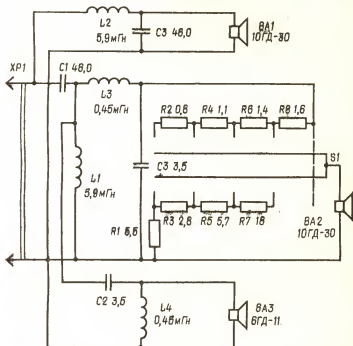 L2
5,9мГн
C3 48,0
BA1
10ГД-30
XP1
C1 48,0
L3
0,45мГн
R2 0,8
R4 1,1
R6 1,4
R8 1,6
S1
C3 3,5
L1
5,9мГн
R3 2,8
R5 5,7
R7 18
BA2
10ГД-30
R1 5,6
C2 3,5
L4
0,45мГн
BA3
6ГД-11